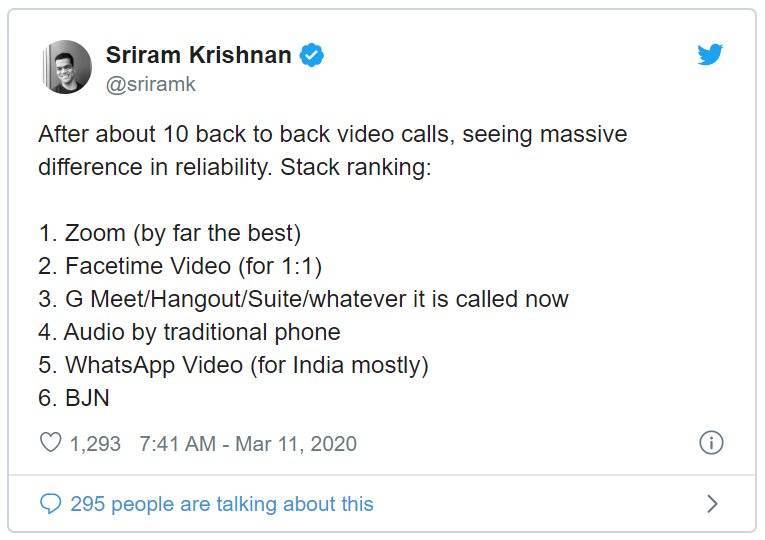 Sriram Krishnan
@sriramk
After about 10 back to back video calls, seeing massive
difference in reliability. Stack ranking:
1. Zoom (by far the best)
2. Facetime Video (for 1:1)
3. G Meet/Hangout/Suite/whatever it is called now
4. Audio by traditional phone
5. WhatsApp Video (for India mostly)
6. BJN
1,293 7:41 AM - Mar 11, 2020
295 people are talking about this